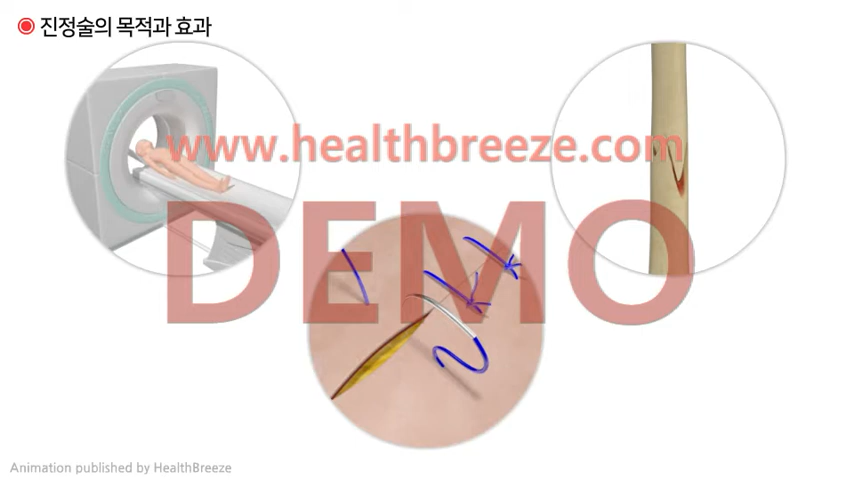 진정술의 목적과 효과
www.healthbreeze.com
DEMO
Animation published by HealthBreeze